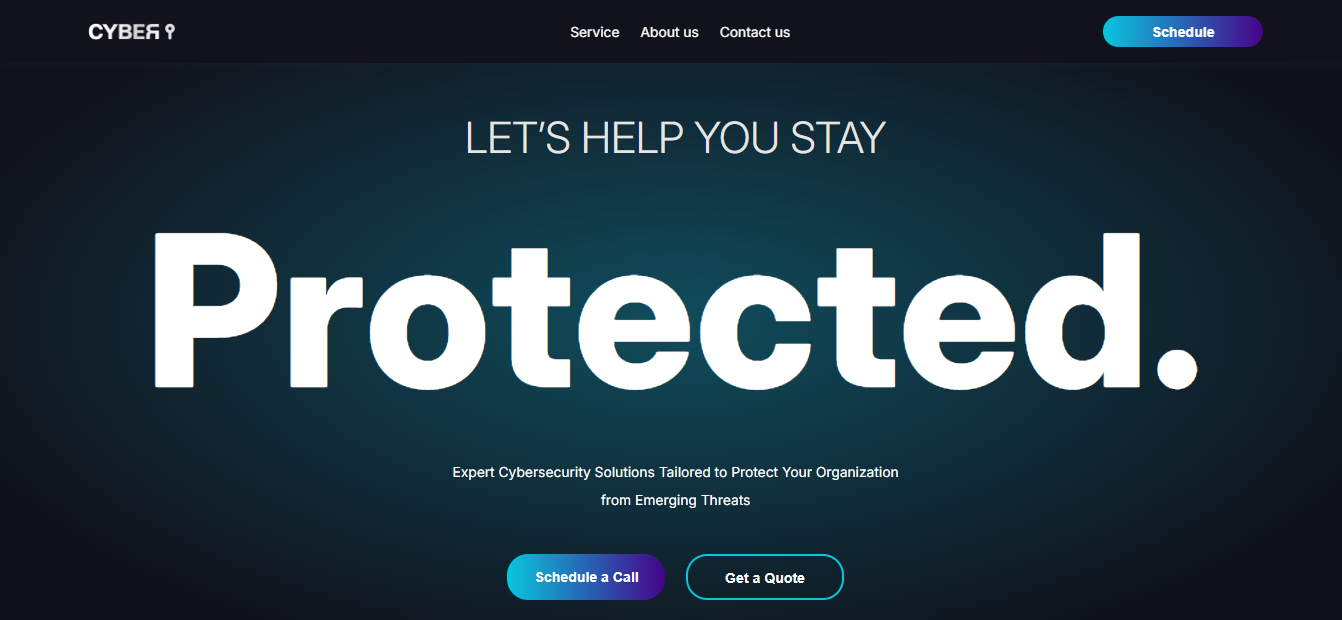 CYBER
Service
About us
Contact us
Schedule
LET’S HELP YOU STAY
Protected.
Expert Cybersecurity Solutions Tailored to Protect Your Organization
from Emerging Threats
Schedule a Call
Get a Quote